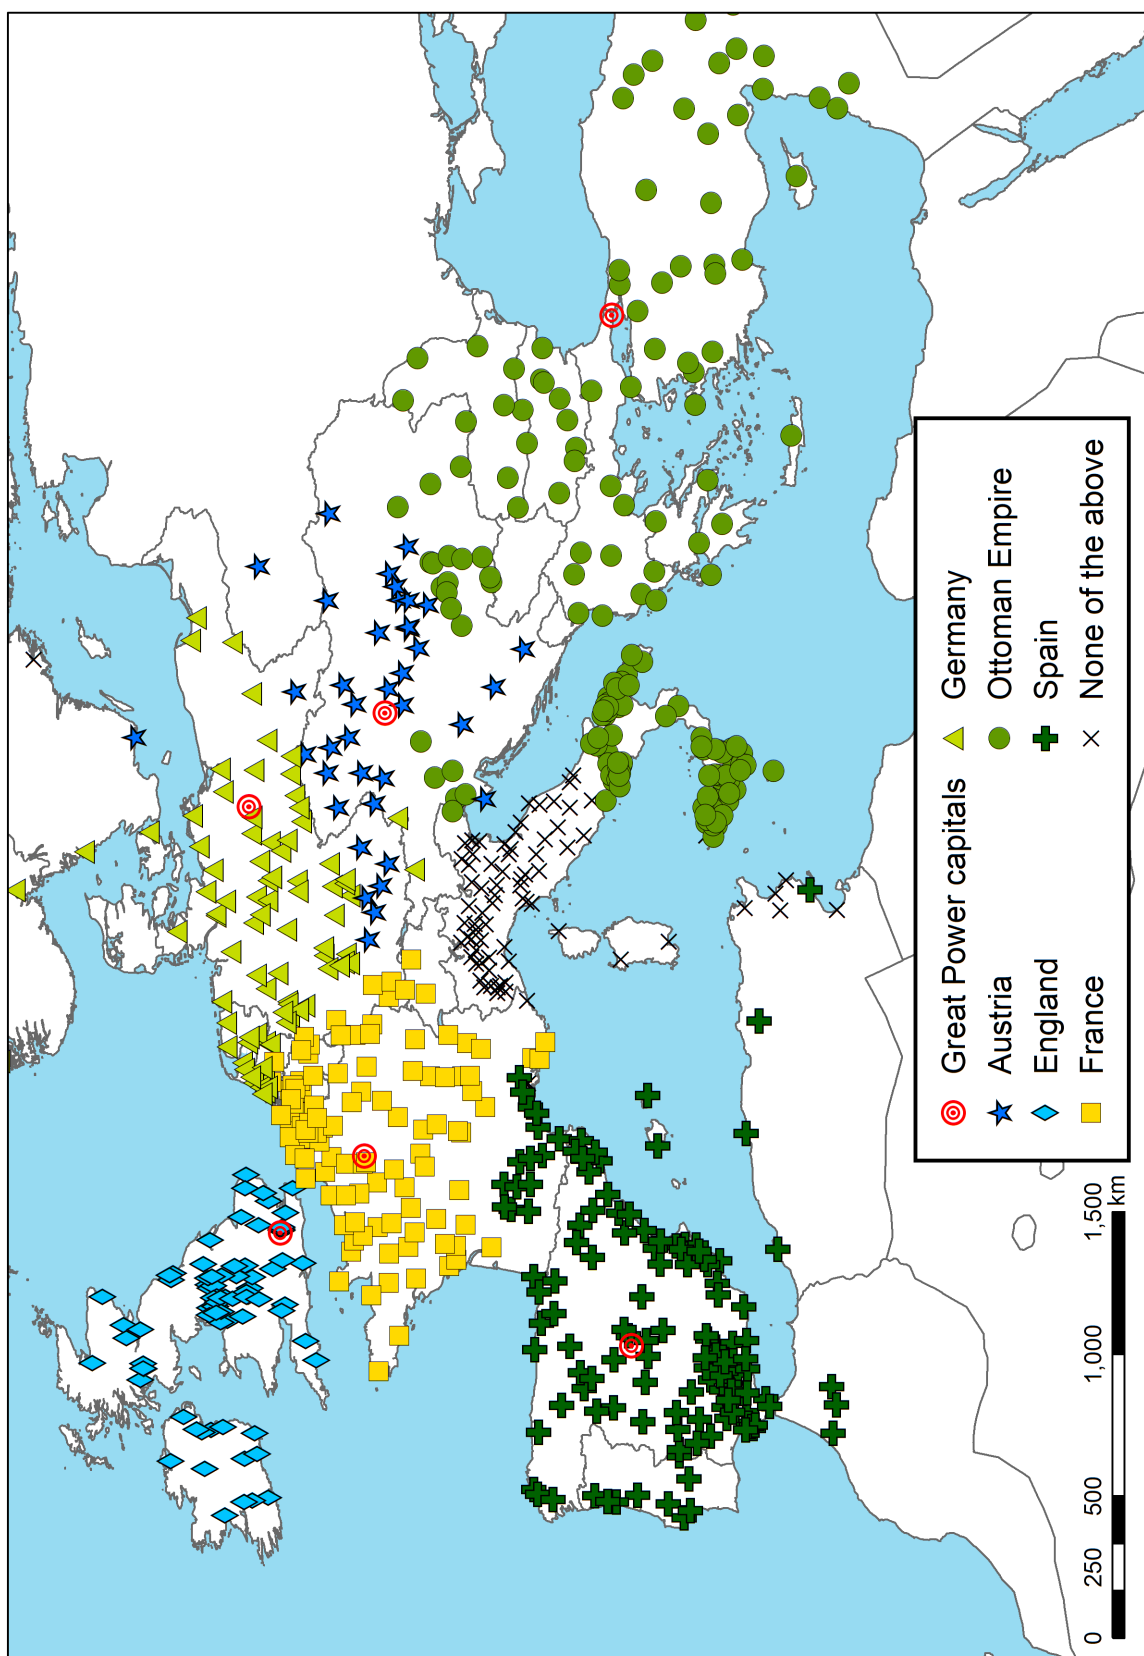 Great Power capitals
Austria
England
France
Germany
Ottoman Empire
Spain
None of the above
0 250 500 1,000 1,500
km